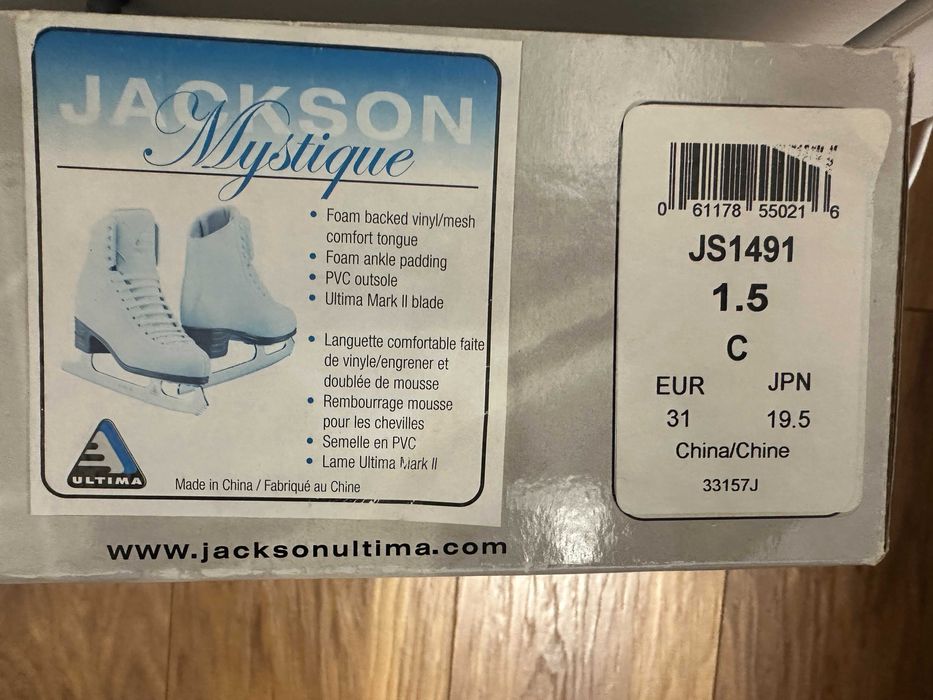 JACKSON
Mystique
• Foam backed vinyl/mesh
comfort tongue
• Foam ankle padding
• PVC outsole
• Ultima Mark II blade
• Languette comfortable faite
de vinyle/engrener et
doublée de mousse
• Rembourrage mousse
pour les chevilles
• Semelle en PVC
• Lame Ultima Mark II
ULTIMA
Made in China / Fabriqué au Chine
www.jacksonultima.com
0 61178 55021 6
JS1491
1.5
C
EUR JPN
31 19.5
China/Chine
33157J